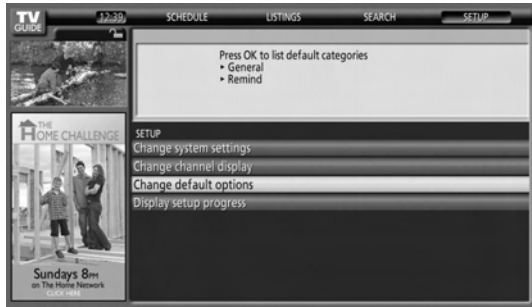 TV
GUIDE
12:39
SCHEDULE
LISTINGS
SEARCH
SETUP
Press OK to list default categories
▸ General
▸ Remind
THE
HOME CHALLENGE
Sundays 8PM
on The Home Network
CLICK HERE
SETUP
Change system settings
Change channel display
Change default options
Display setup progress